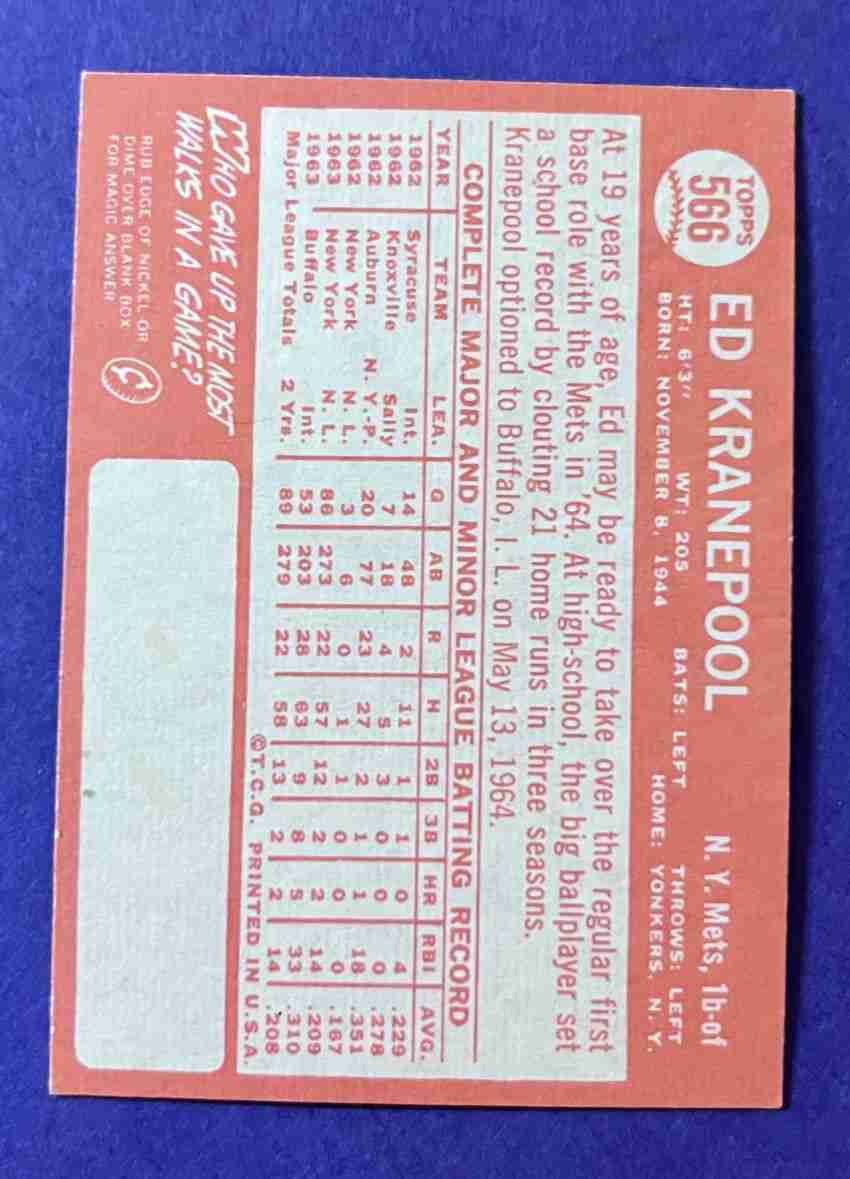 TOPPS
566
ED KRANEPOOL
N. Y. Mets, 1b-of
HT: 6'3" WT: 205 BATS: LEFT THROWS: LEFT
BORN: NOVEMBER 8, 1944 HOME: YONKERS, N. Y.
At 19 years of age, Ed may be ready to take over the regular first
base role with the Mets in '64. At high-school, the big ballplayer set
a school record by clouting 21 home runs in three seasons.
Kranepool optioned to Buffalo, I. L. on May 13, 1964.
COMPLETE MAJOR AND MINOR LEAGUE BATTING RECORD
YEAR TEAM LEA. G AB R H 2B 3B HR RBI AVG.
1962 Syracuse Int. 14 48 2 11 1 1 0 4 .229
1962 Knoxville Sally 7 18 4 5 3 0 0 0 .278
1962 Auburn N. Y.-P. 20 77 23 27 2 1 1 18 .351
1962 New York N. L. 3 6 0 1 1 0 0 0 .167
1963 New York N. L. 86 273 22 57 12 2 2 14 .209
1963 Buffalo Int. 53 203 28 63 9 8 5 33 .310
Major League Totals 2 Yrs. 89 279 22 58 13 2 2 14 .208
©T.C.G. PRINTED IN U.S.A.
WHO GAVE UP THE MOST
WALKS IN A GAME?
RUB EDGE OF NICKEL OR
DIME OVER BLANK BOX
FOR MAGIC ANSWER